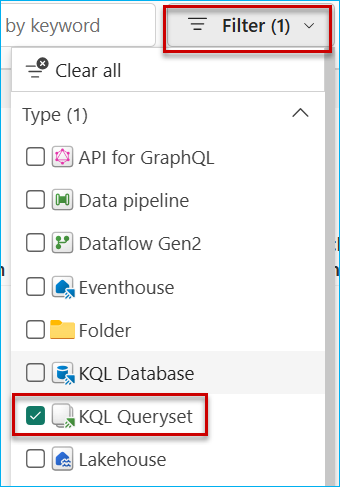 by keyword
Filter (1)
Clear all
Type (1)
API for GraphQL
Data pipeline
Dataflow Gen2
Eventhouse
Folder
KQL Database
KQL Queryset
Lakehouse